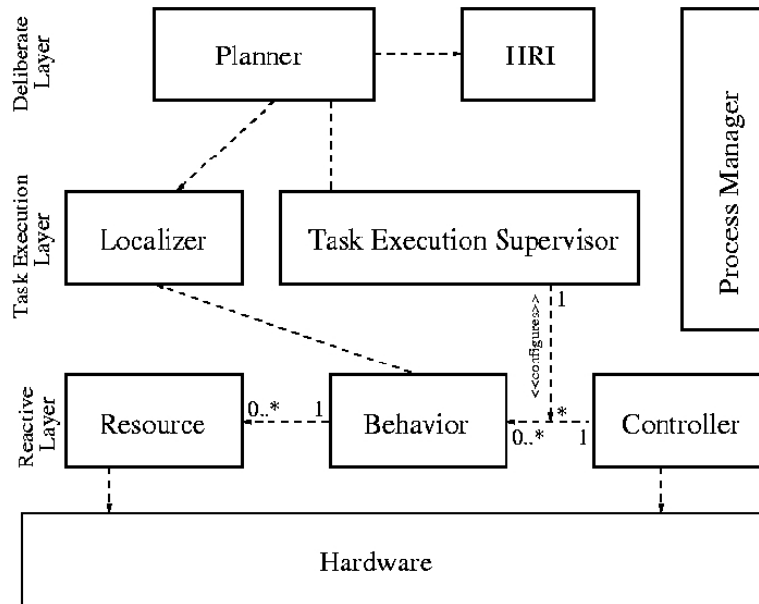 Deliberate
Layer
Planner
HRI
Process Manager
Task Execution
Layer
Localizer
Task Execution Supervisor
1
<<configures>>
Reactive
Layer
Resource
0..*
1
Behavior
0..*
*
1
Controller
Hardware